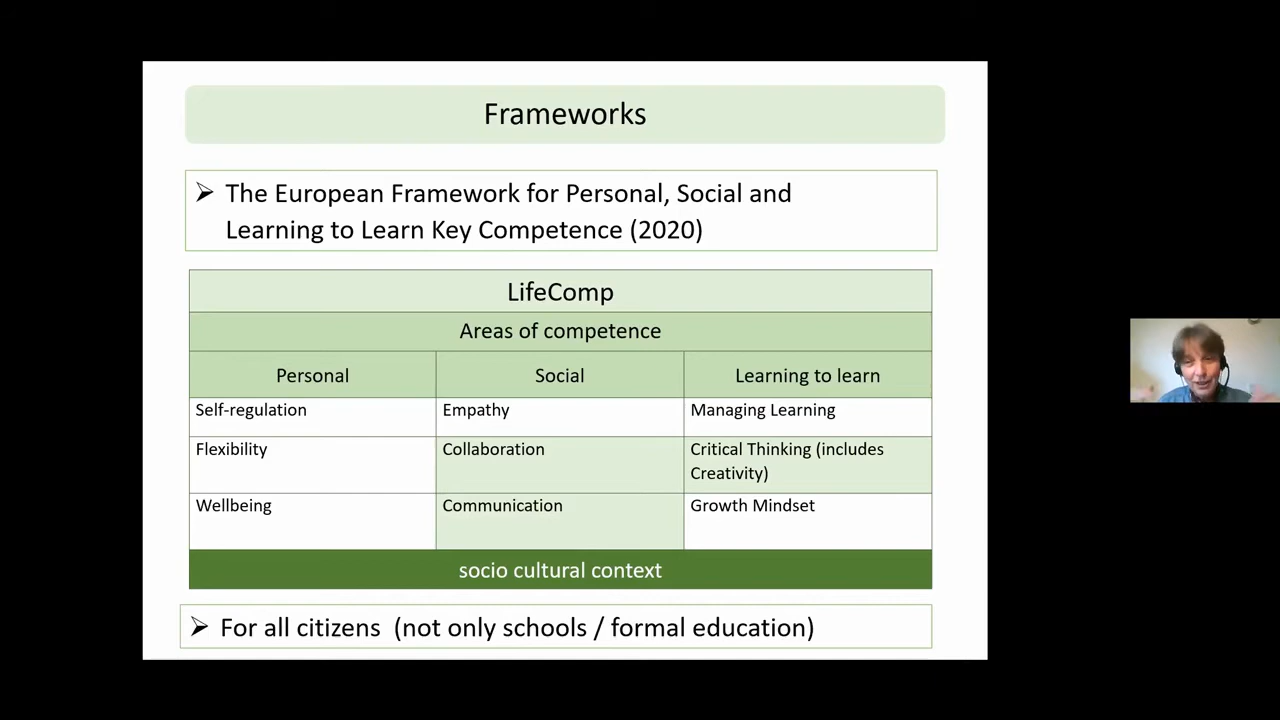 Frameworks
The European Framework for Personal, Social and
Learning to Learn Key Competence (2020)
LifeComp
Areas of competence
Personal Social Learning to learn
Self-regulation Empathy Managing Learning
Flexibility Collaboration Critical Thinking (includes
Creativity)
Wellbeing Communication Growth Mindset
socio cultural context
For all citizens (not only schools / formal education)